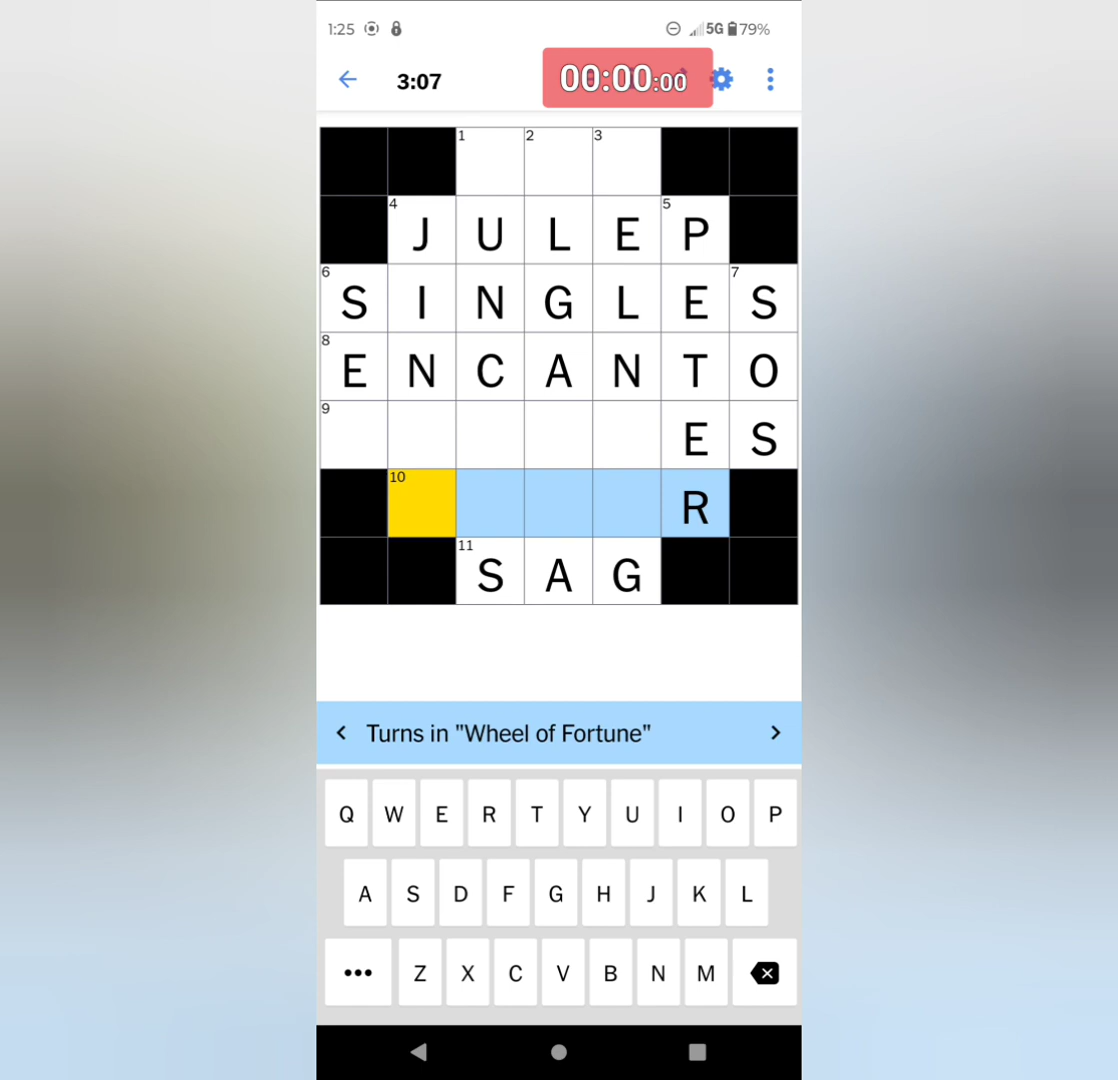 1:25 5G 79%
3:07 00:00:00
1 2 3
4 J U L E 5 P
6 S I N G L E 7 S
8 E N C A N T O
9 E S
10 R
11 S A G
< Turns in "Wheel of Fortune" >
Q W E R T Y U I O P
A S D F G H J K L
••• Z X C V B N M